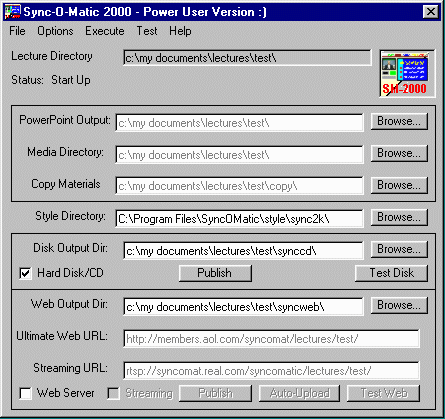 Sync-O-Matic 2000 - Power User Version :)
File Options Execute Test Help
Lecture Directory c:\my documents\lectures\test\
Status: Start Up
SM-2000
PowerPoint Output: c:\my documents\lectures\test\ Browse...
Media Directory: c:\my documents\lectures\test\ Browse...
Copy Materials c:\my documents\lectures\test\copy\ Browse...
Style Directory: C:\Program Files\SyncOMatic\style\sync2k\ Browse...
Disk Output Dir: c:\my documents\lectures\test\synccd\ Browse...
Hard Disk/CD Publish Test Disk
Web Output Dir: c:\my documents\lectures\test\syncweb\ Browse...
Ultimate Web URL: http://members.aol.com/syncomat/lectures/test/
Streaming URL: rtsp://syncomat.real.com/syncomatic/lectures/test/
Web Server Streaming Publish Auto-Upload Test Web